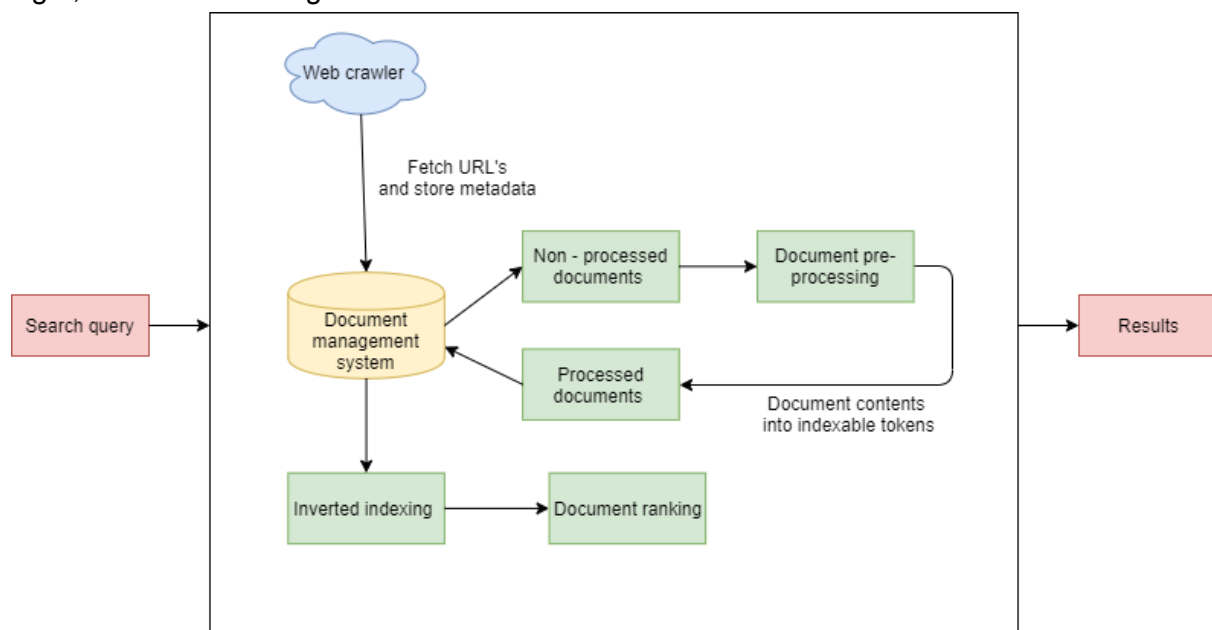 Web crawler
Fetch URL's
and store metadata
Non - processed
documents
Document pre-
processing
Search query
Document
management
system
Results
Processed
documents
Document contents
into indexable tokens
Inverted indexing
Document ranking